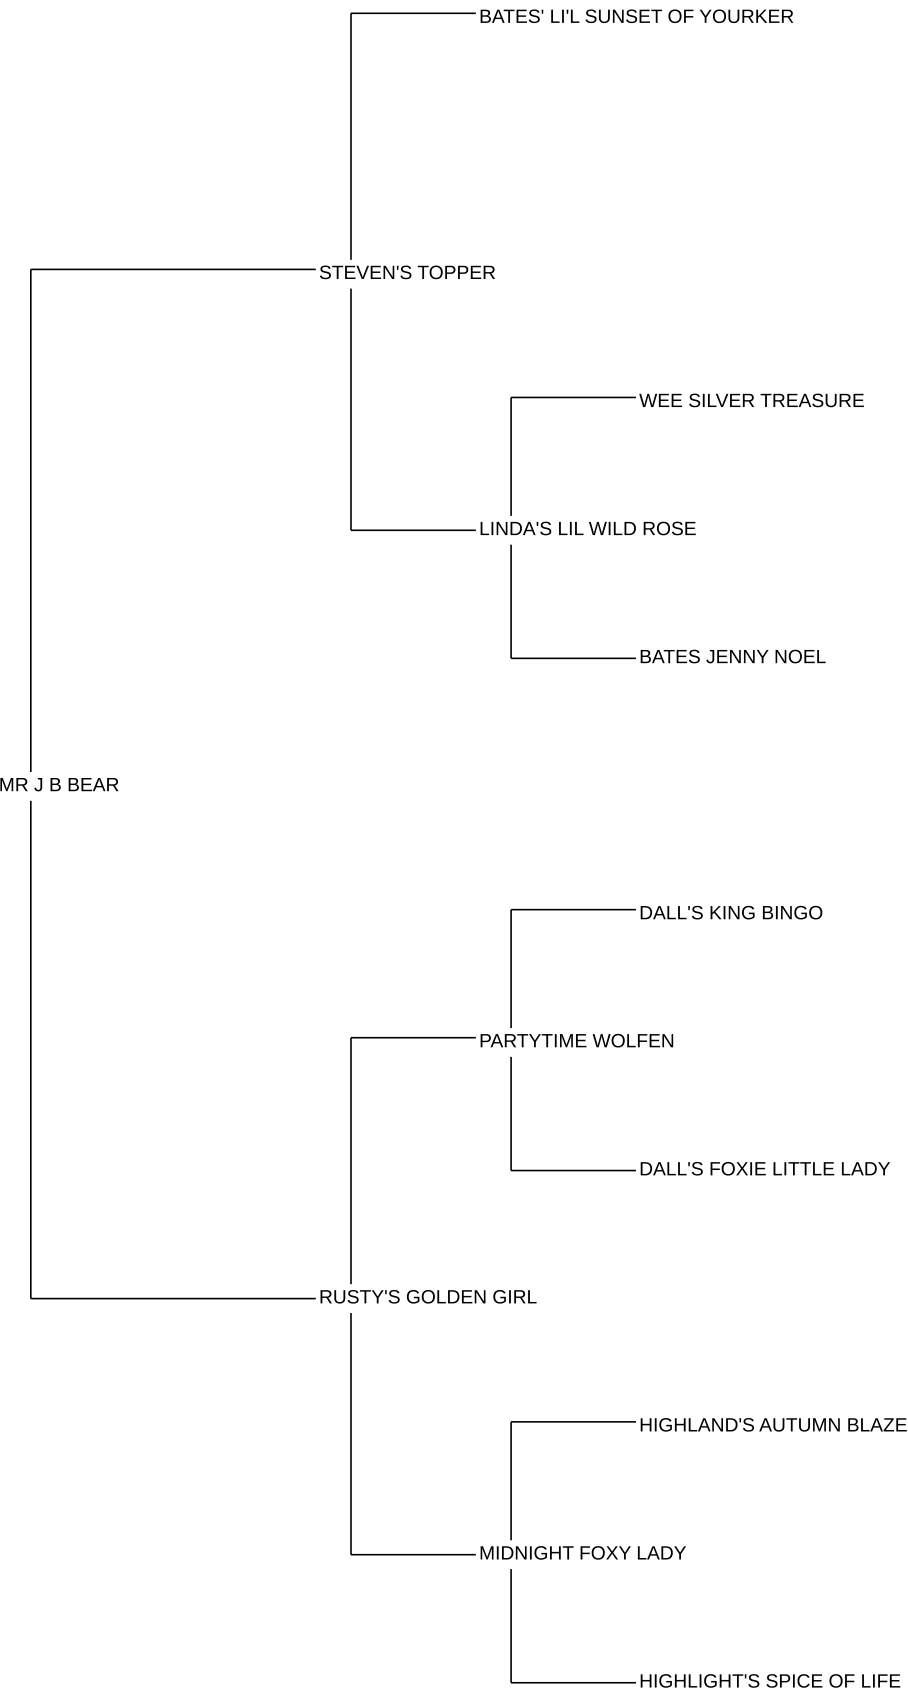 BATES' LI'L SUNSET OF YOURKER
STEVEN'S TOPPER
WEE SILVER TREASURE
LINDA'S LIL WILD ROSE
BATES JENNY NOEL
MR J B BEAR
DALL'S KING BINGO
PARTYTIME WOLFEN
DALL'S FOXIE LITTLE LADY
RUSTY'S GOLDEN GIRL
HIGHLAND'S AUTUMN BLAZE
MIDNIGHT FOXY LADY
HIGHLIGHT'S SPICE OF LIFE